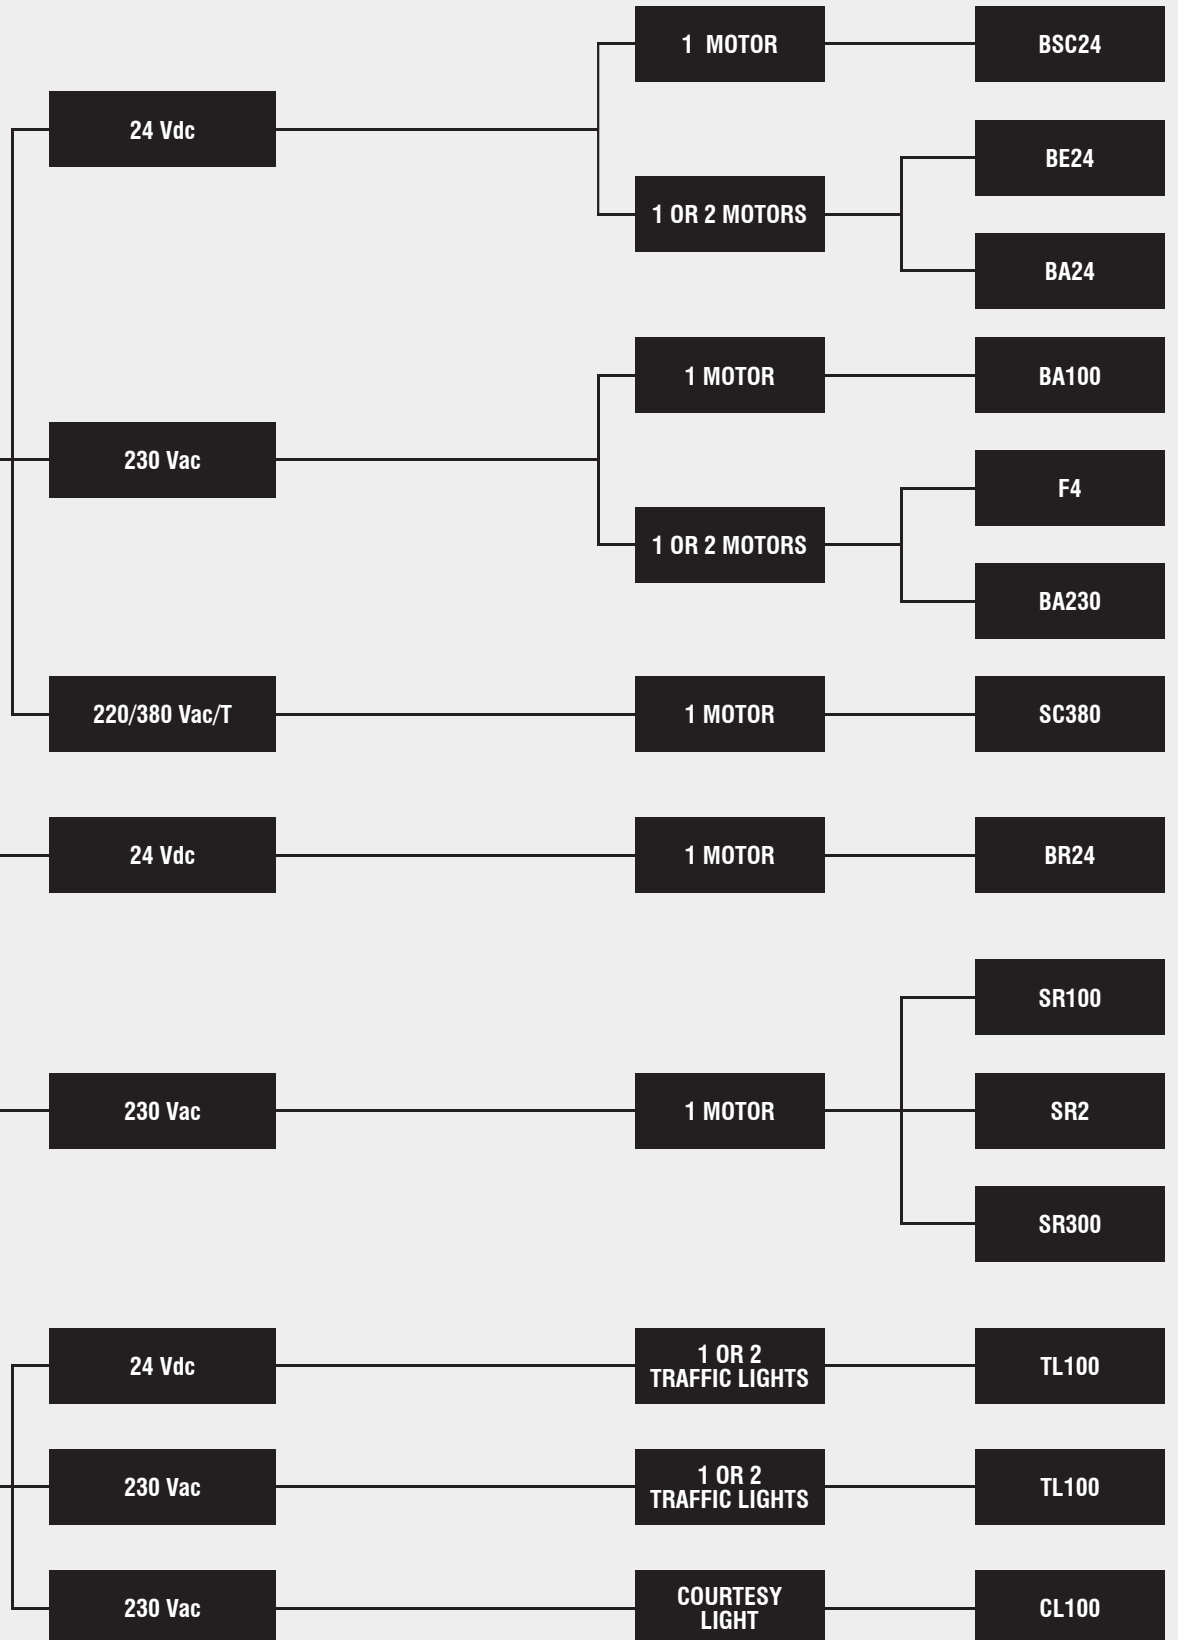 1 MOTOR
BSC24
24 Vdc
BE24
1 OR 2 MOTORS
BA24
1 MOTOR
BA100
230 Vac
F4
1 OR 2 MOTORS
BA230
220/380 Vac/T
1 MOTOR
SC380
24 Vdc
1 MOTOR
BR24
SR100
230 Vac
1 MOTOR
SR2
SR300
24 Vdc
1 OR 2
TRAFFIC LIGHTS
TL100
230 Vac
1 OR 2
TRAFFIC LIGHTS
TL100
230 Vac
COURTESY
LIGHT
CL100